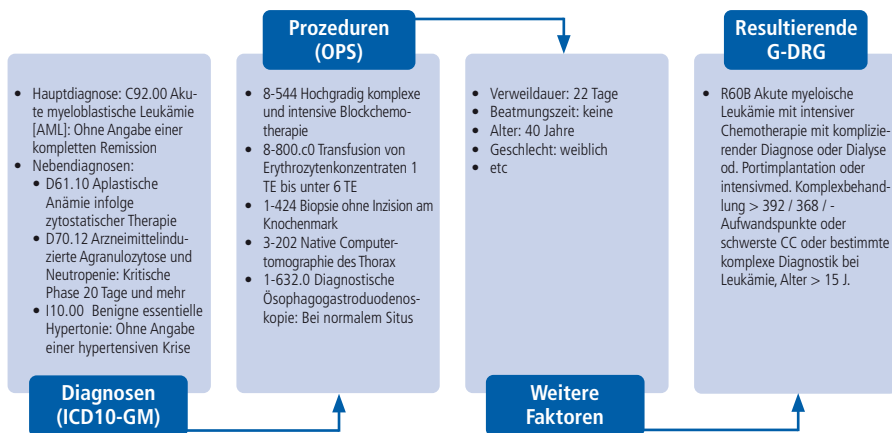 • Hauptdiagnose: C92.00 Aku-
te myeloblastische Leukämie
[AML]: Ohne Angabe einer
kompletten Remission
• Nebendiagnosen:
• D61.10 Aplastische
Anämie infolge
zytostatischer Therapie
• D70.12 Arzneimittelindu-
zierte Agranulozytose und
Neutropenie: Kritische
Phase 20 Tage und mehr
• I10.00 Benigne essentielle
Hypertonie: Ohne Angabe
einer hypertensiven Krise
Diagnosen
(ICD10-GM)
Prozeduren
(OPS)
• 8-544 Hochgradig komplexe
und intensive Blockchemo-
therapie
• 8-800.c0 Transfusion von
Erythrozytenkonzentraten 1
TE bis unter 6 TE
• 1-424 Biopsie ohne Inzision am
Knochenmark
• 3-202 Native Computer-
tomographie des Thorax
• 1-632.0 Diagnostische
Ösophagogastroduodenos-
kopie: Bei normalem Situs
• Verweildauer: 22 Tage
• Beatmungszeit: keine
• Alter: 40 Jahre
• Geschlecht: weiblich
• etc
Weitere
Faktoren
Resultierende
G-DRG
• R60B Akute myeloische
Leukämie mit intensiver
Chemotherapie mit komplizie-
render Diagnose oder Dialyse
od. Portimplantation oder
intensivmed. Komplexbehand-
lung > 392 / 368 / -
Aufwandspunkte oder
schwerste CC oder bestimmte
komplexe Diagnostik bei
Leukämie, Alter > 15 J.